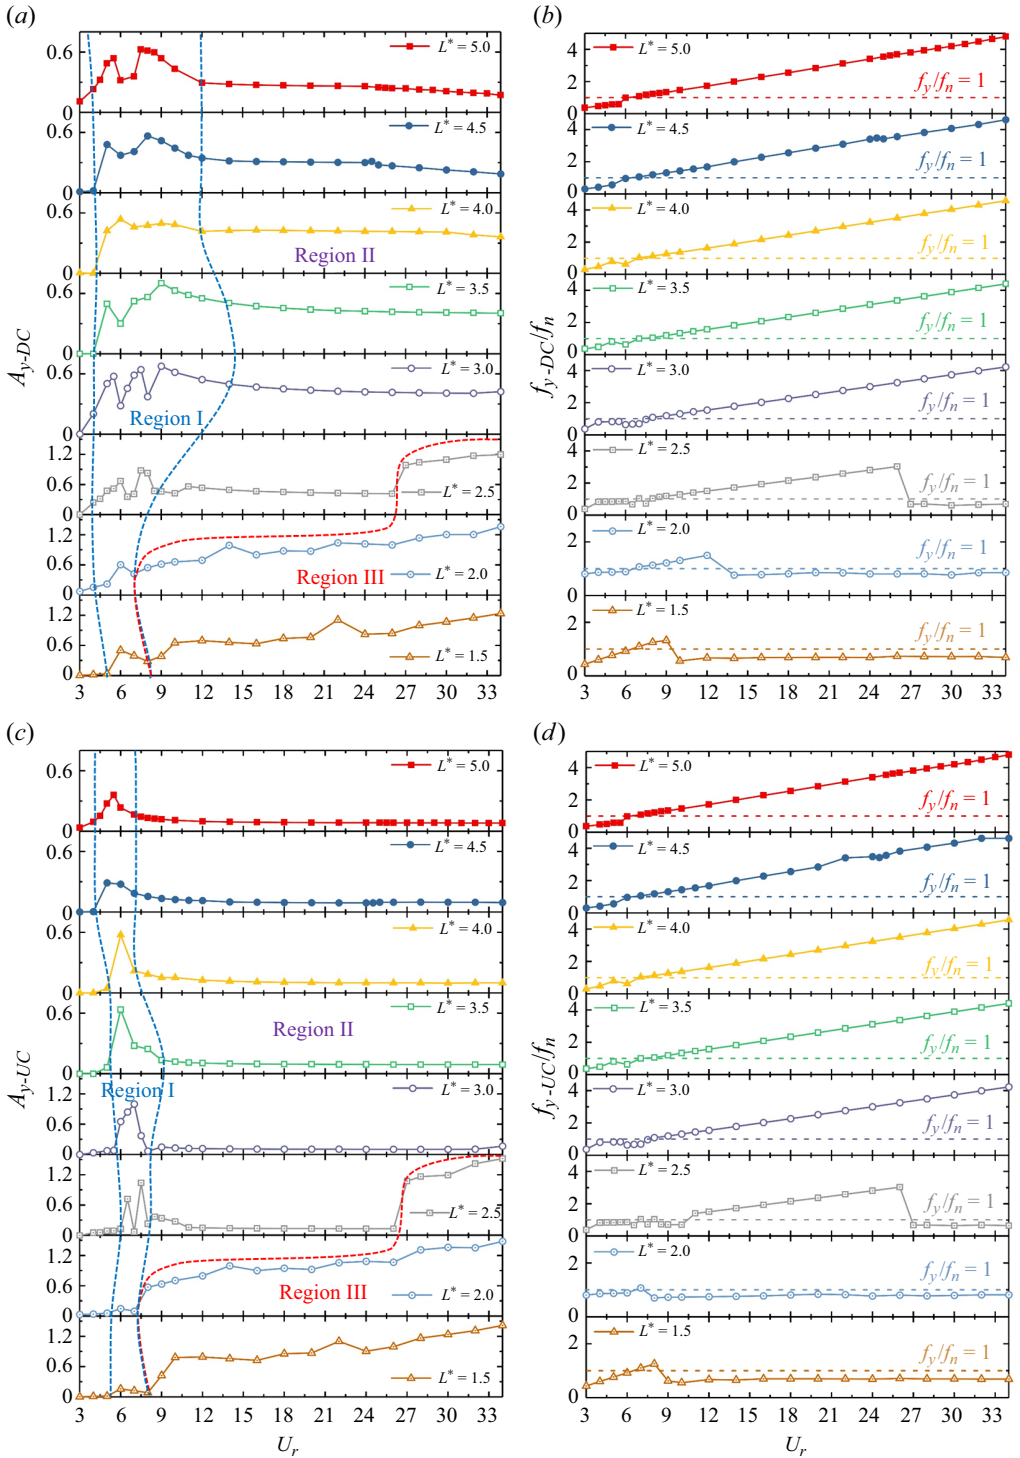 (a)
(b)
0.6
0
L* = 5.0
0.6
0
L* = 4.5
0.6
0
L* = 4.0
Region II
0.6
0
L* = 3.5
0.6
0
L* = 3.0
Region I
1.2
0.6
0
L* = 2.5
1.2
0.6
0
L* = 2.0
Region III
1.2
0.6
0
L* = 1.5
3 6 9 12 15 18 21 24 27 30 33
A_y-DC
4
2
0
L* = 5.0
f_y/f_n = 1
4
2
0
L* = 4.5
f_y/f_n = 1
4
2
0
L* = 4.0
f_y/f_n = 1
4
2
0
L* = 3.5
f_y/f_n = 1
4
2
0
L* = 3.0
f_y/f_n = 1
4
2
0
L* = 2.5
f_y/f_n = 1
2
0
L* = 2.0
f_y/f_n = 1
2
0
L* = 1.5
f_y/f_n = 1
3 6 9 12 15 18 21 24 27 30 33
f_y-DC/f_n
(c)
(d)
0.6
0
L* = 5.0
0.6
0
L* = 4.5
0.6
0
L* = 4.0
0.6
0
L* = 3.5
Region II
Region I
1.2
0.6
0
L* = 3.0
1.2
0.6
0
L* = 2.5
1.2
0.6
0
L* = 2.0
Region III
1.2
0.6
0
L* = 1.5
3 6 9 12 15 18 21 24 27 30 33
U_r
A_y-UC
4
2
0
L* = 5.0
f_y/f_n = 1
4
2
0
L* = 4.5
f_y/f_n = 1
4
2
0
L* = 4.0
f_y/f_n = 1
4
2
0
L* = 3.5
f_y/f_n = 1
4
2
0
L* = 3.0
f_y/f_n = 1
4
2
0
L* = 2.5
f_y/f_n = 1
2
0
L* = 2.0
f_y/f_n = 1
2
0
L* = 1.5
f_y/f_n = 1
3 6 9 12 15 18 21 24 27 30 33
U_r
f_y-UC/f_n